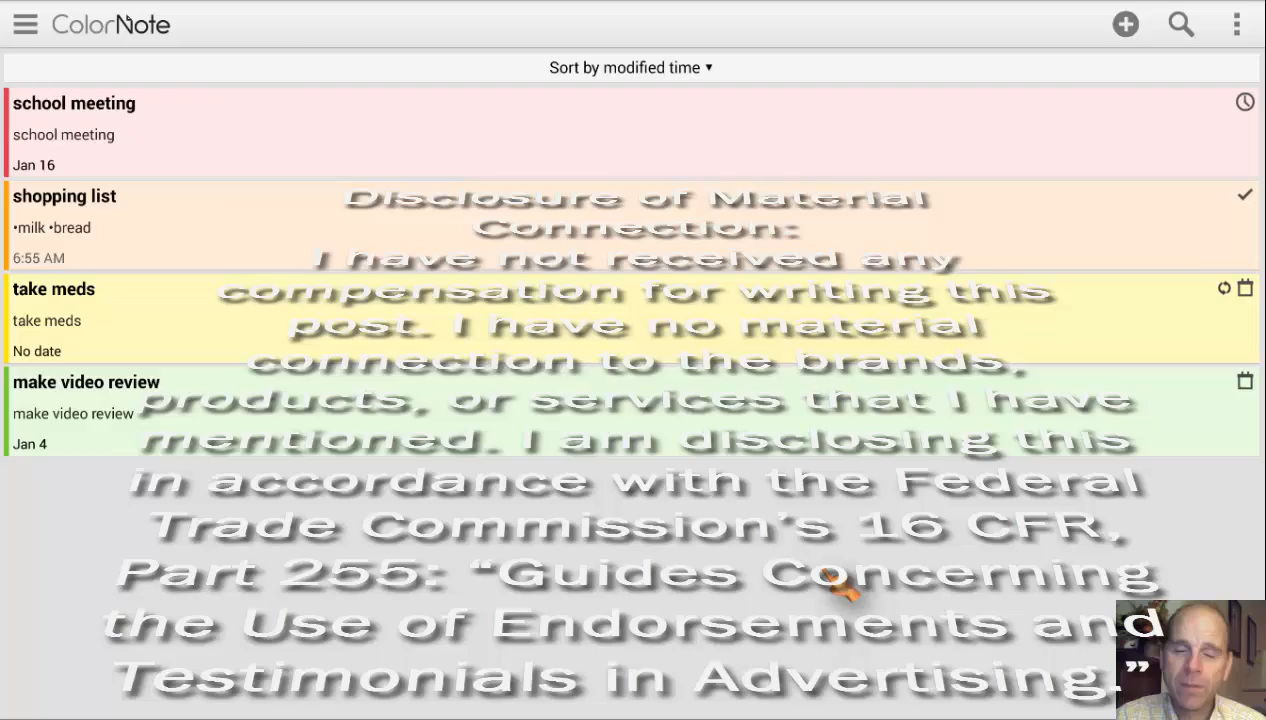 ColorNote
Sort by modified time
school meeting
school meeting
Jan 16
shopping list
•milk •bread
6:55 AM
take meds
take meds
No date
make video review
make video review
Jan 4
Disclosure of Material
Connection:
I have not received any
compensation for writing this
post. I have no material
connection to the brands,
products, or services that I have
mentioned. I am disclosing this
in accordance with the Federal
Trade Commission's 16 CFR,
Part 255: “Guides Concerning
the Use of Endorsements and
Testimonials in Advertising.”